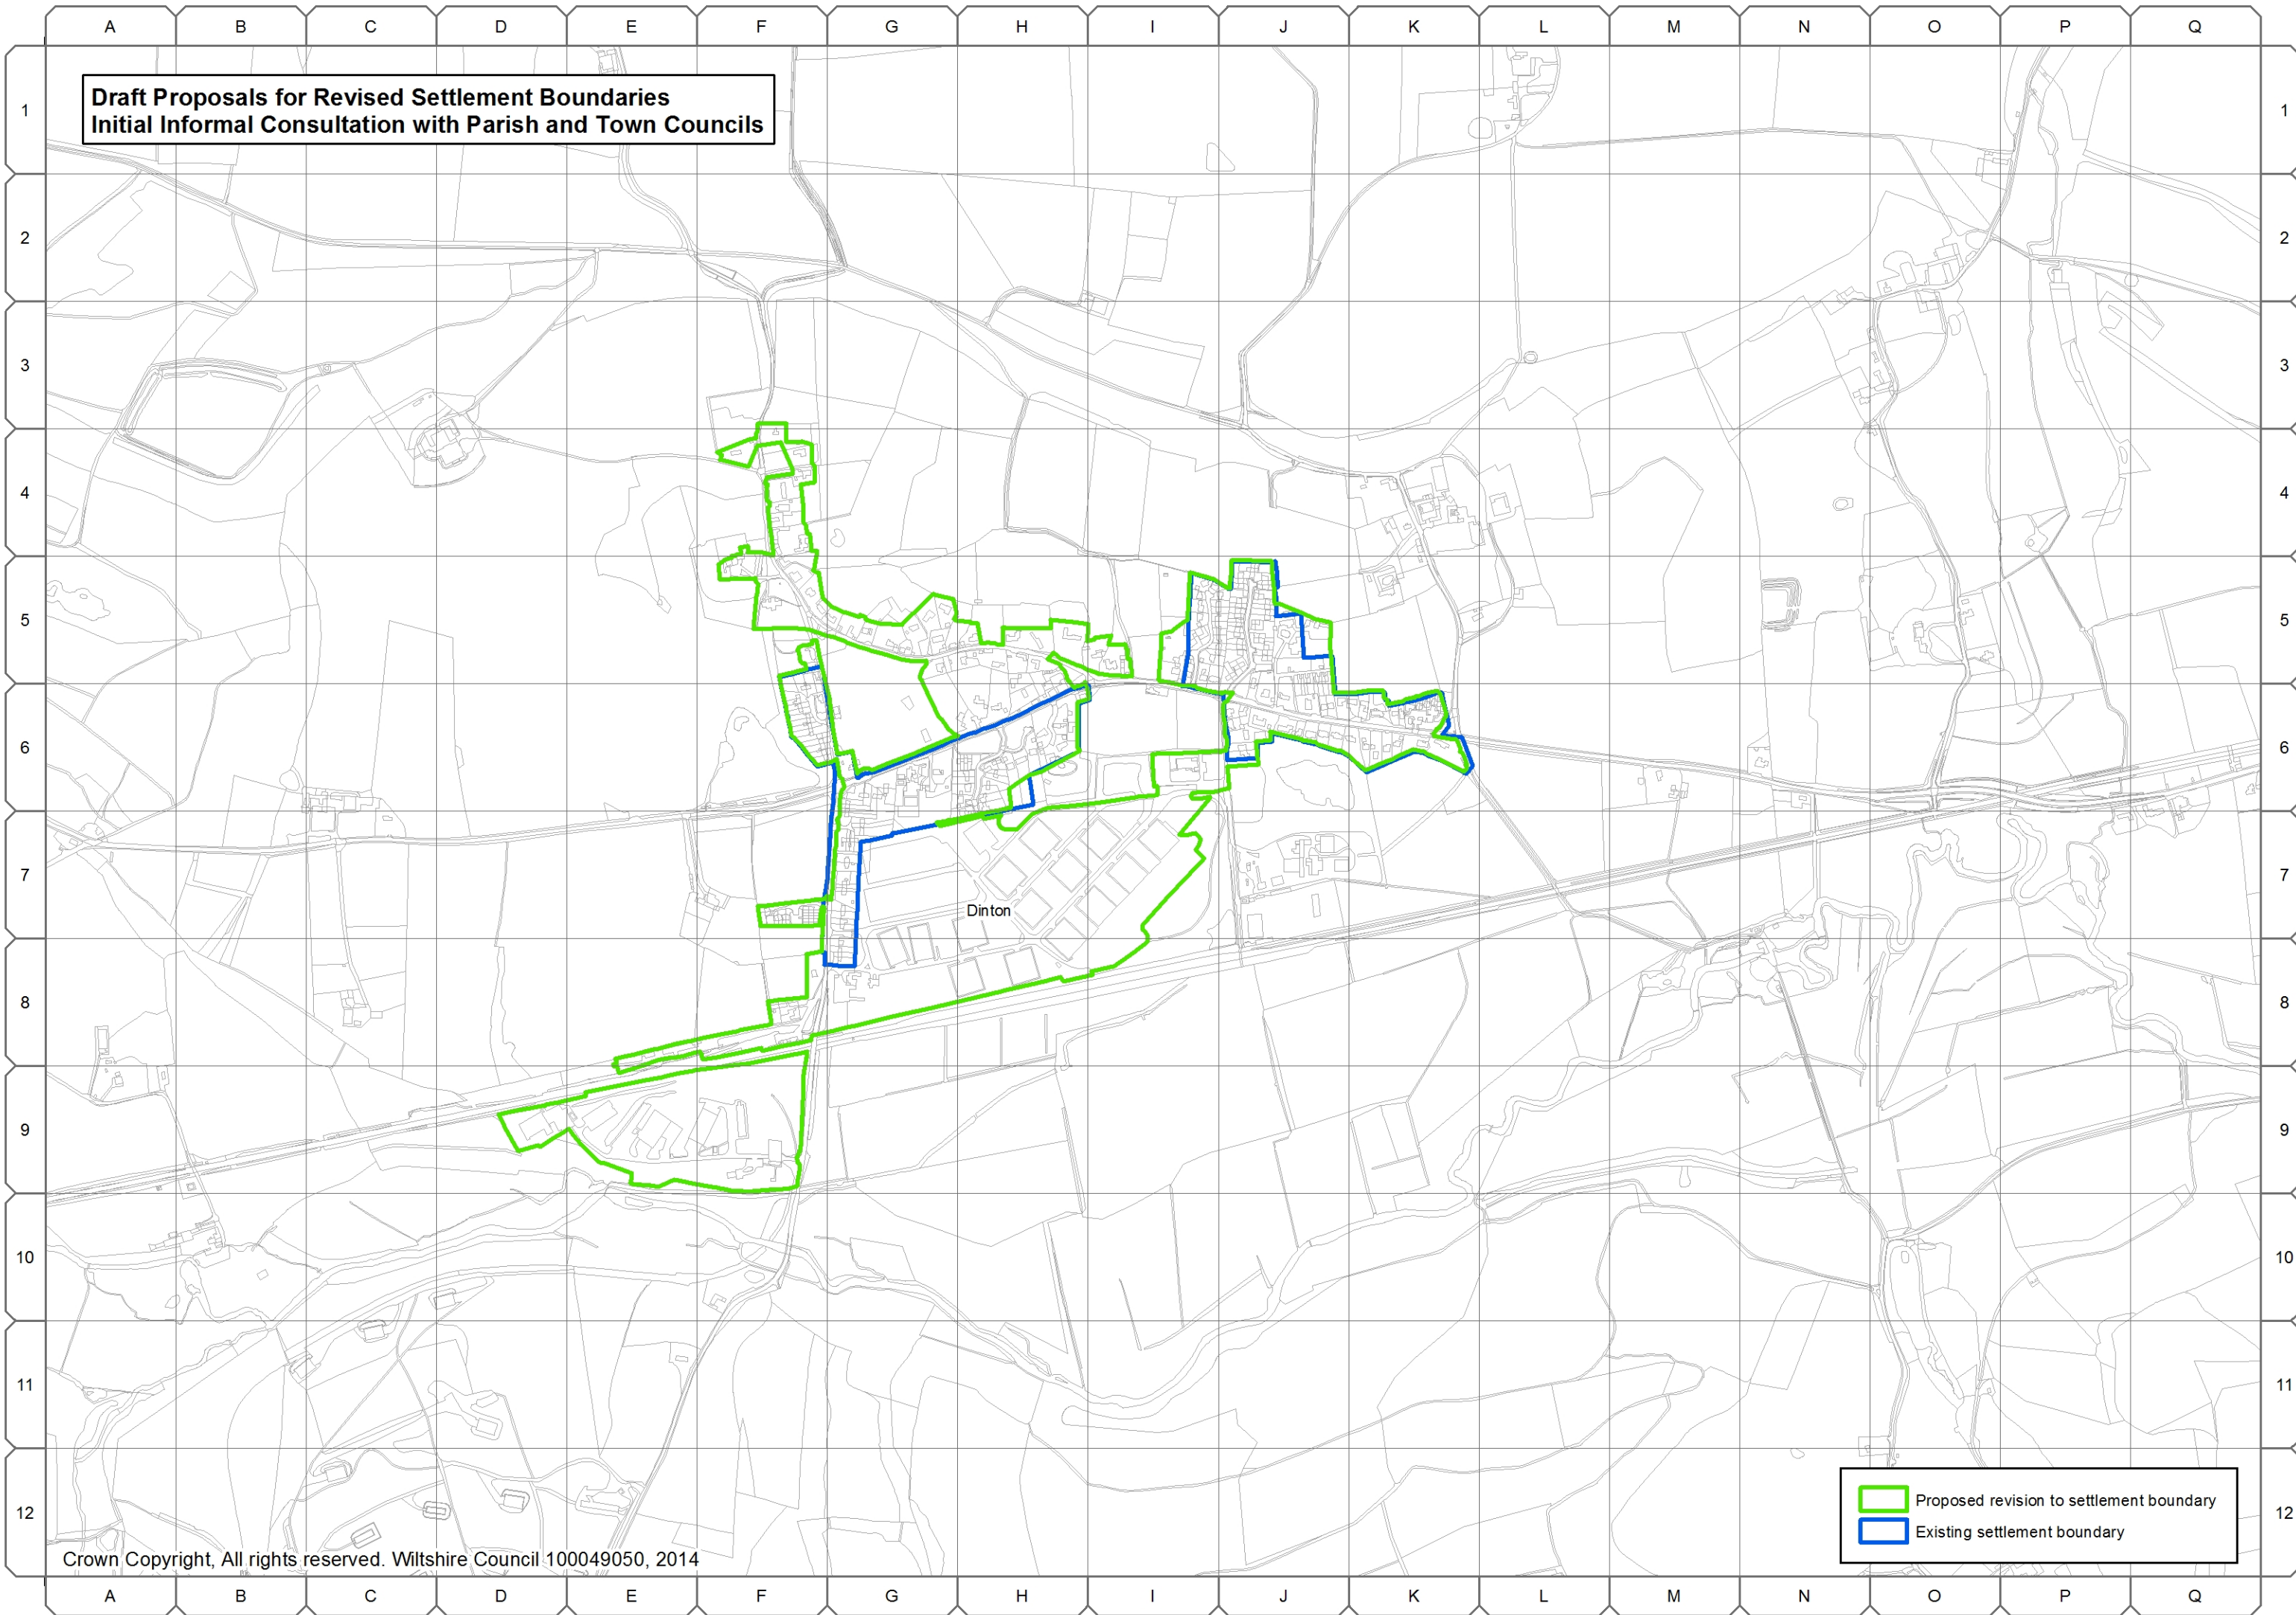 A B C D E F G H I J K L M N O P Q
Draft Proposals for Revised Settlement Boundaries
Initial Informal Consultation with Parish and Town Councils
1 1
2 2
3 3
4 4
5 5
6 6
7 7
Dinton
8 8
9 9
10 10
11 11
Proposed revision to settlement boundary
12 12
Existing settlement boundary
Crown Copyright, All rights reserved. Wiltshire Council 100049050, 2014
A B C D E F G H I J K L M N O P Q